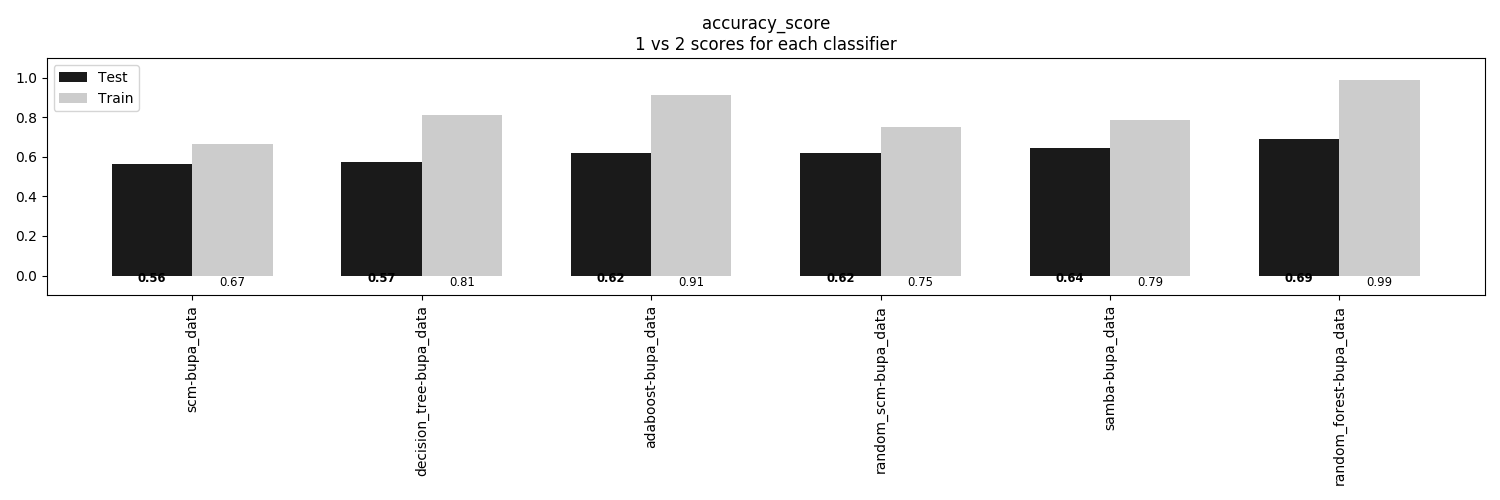 accuracy_score
1 vs 2 scores for each classifier
Test
Train
1.0
0.8
0.6
0.4
0.2
0.0
0.56
0.67
0.57
0.81
0.62
0.91
0.62
0.75
0.64
0.79
0.69
0.99
scm-bupa_data
decision_tree-bupa_data
adaboost-bupa_data
random_scm-bupa_data
samba-bupa_data
random_forest-bupa_data